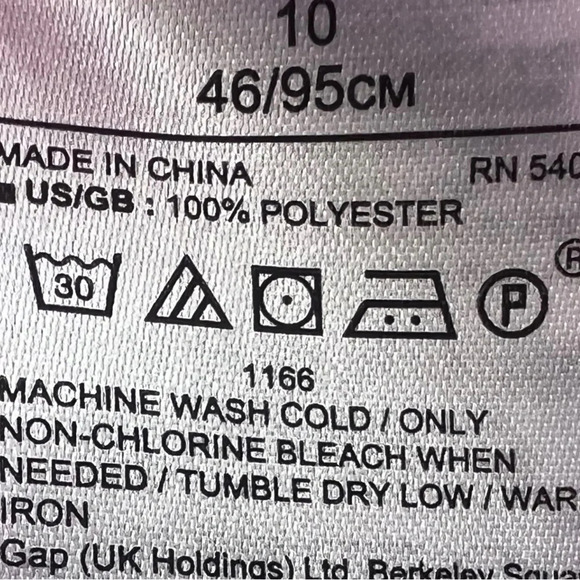 10
46/95CM
MADE IN CHINA RN 540
US/GB : 100% POLYESTER
30 P ®
1166
MACHINE WASH COLD / ONLY
NON-CHLORINE BLEACH WHEN
NEEDED / TUMBLE DRY LOW / WAR
IRON
Gap (UK Holdings) Ltd. Berkeley Squa